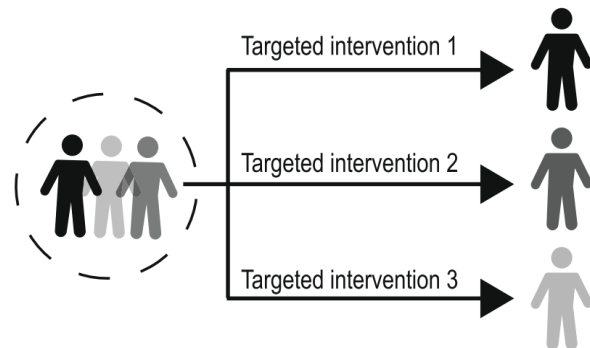 Targeted intervention 1
Targeted intervention 2
Targeted intervention 3